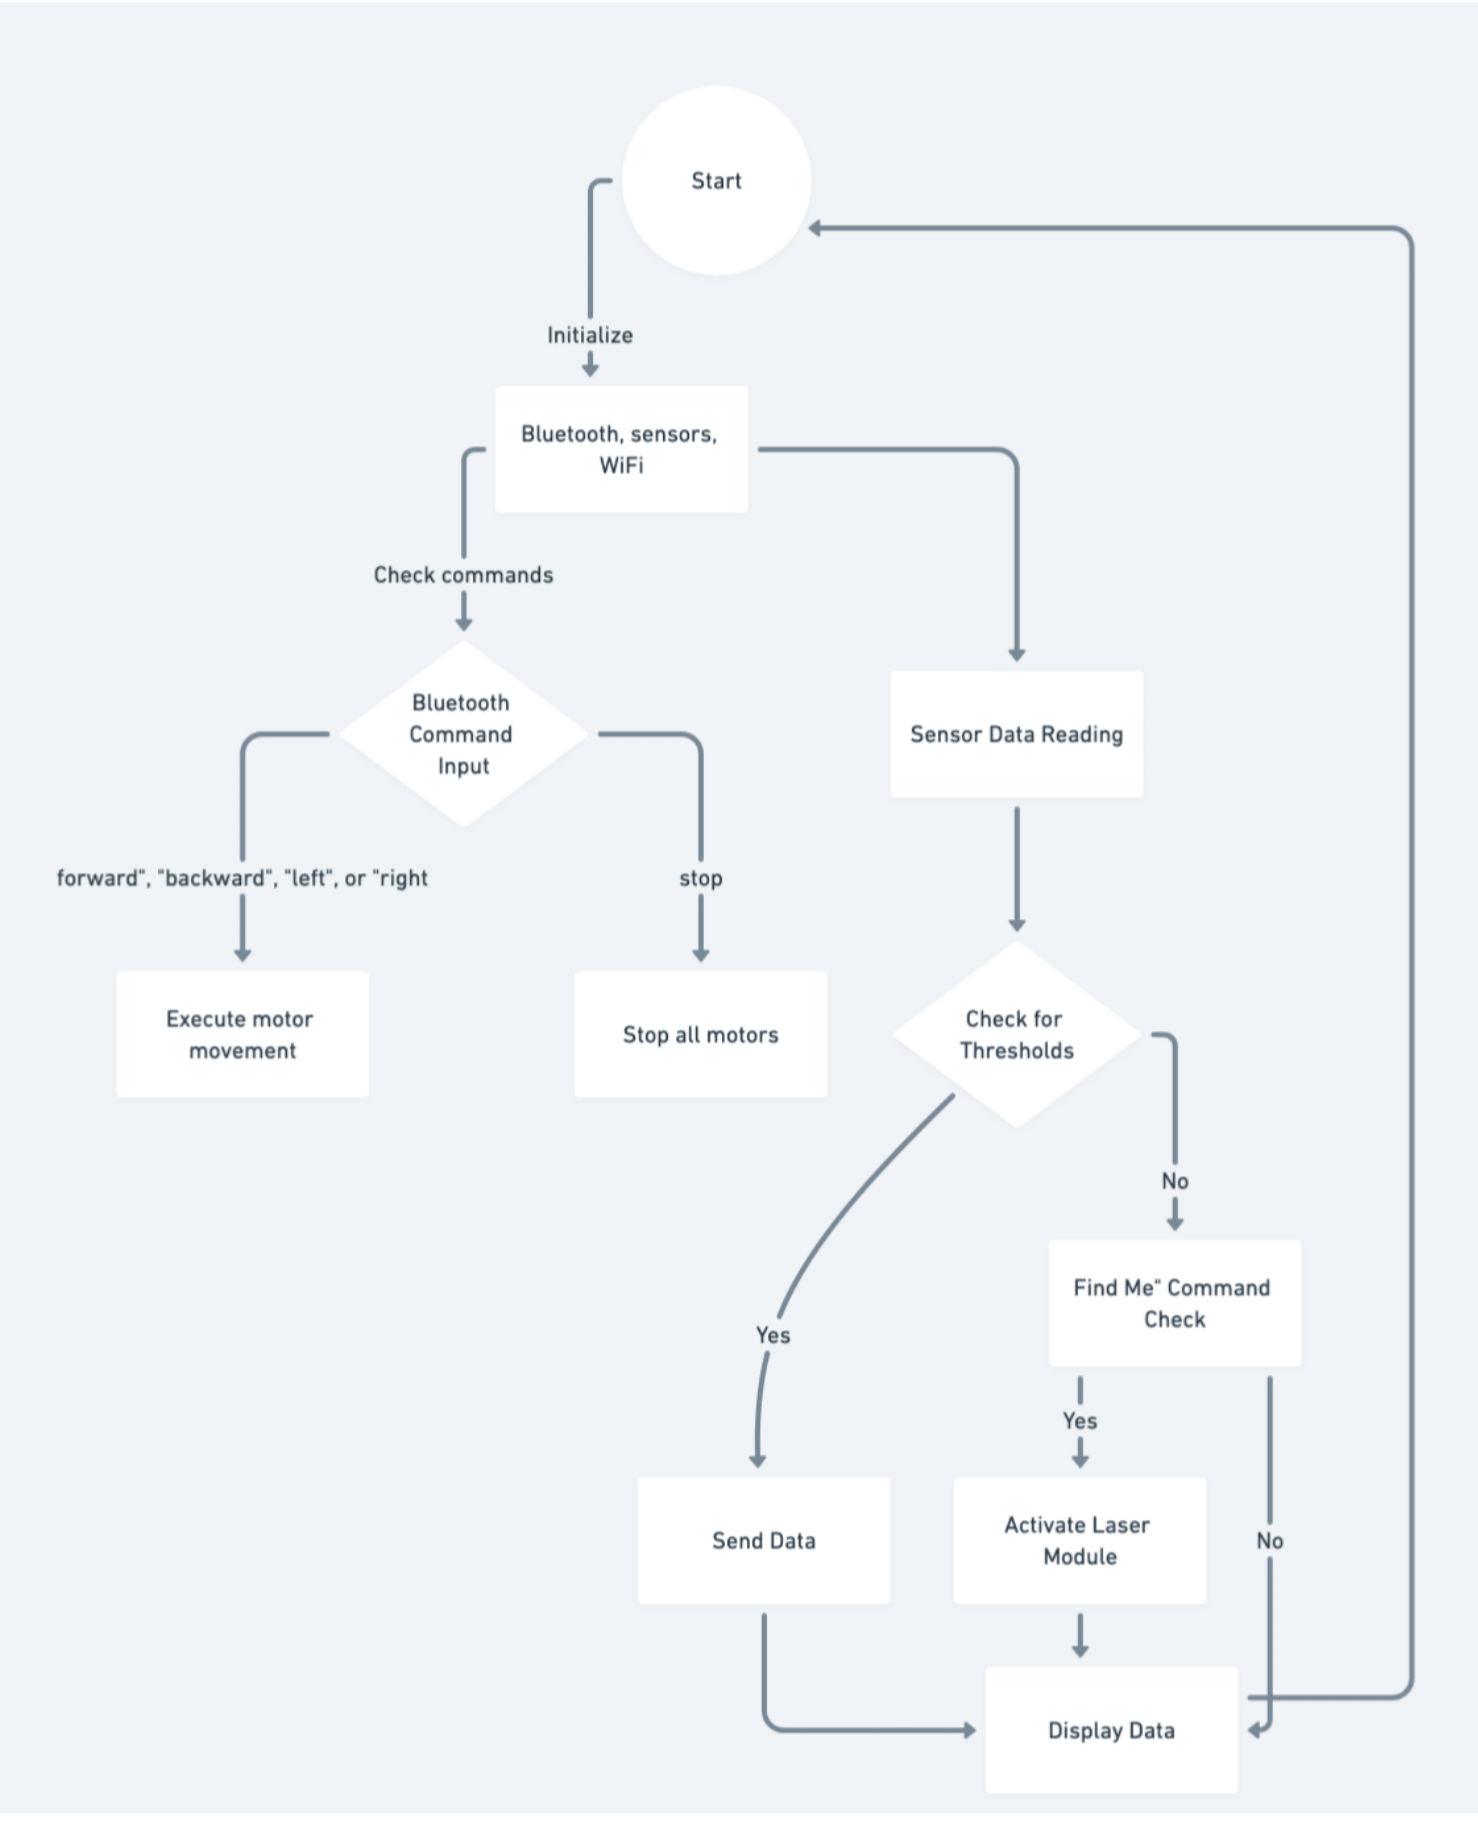 Start
Initialize
Bluetooth, sensors,
WiFi
Check commands
Bluetooth
Command
Input
Sensor Data Reading
forward", "backward", "left", or "right
stop
Execute motor
movement
Stop all motors
Check for
Thresholds
No
Find Me" Command
Check
Yes
Yes
Send Data
Activate Laser
Module
No
Display Data